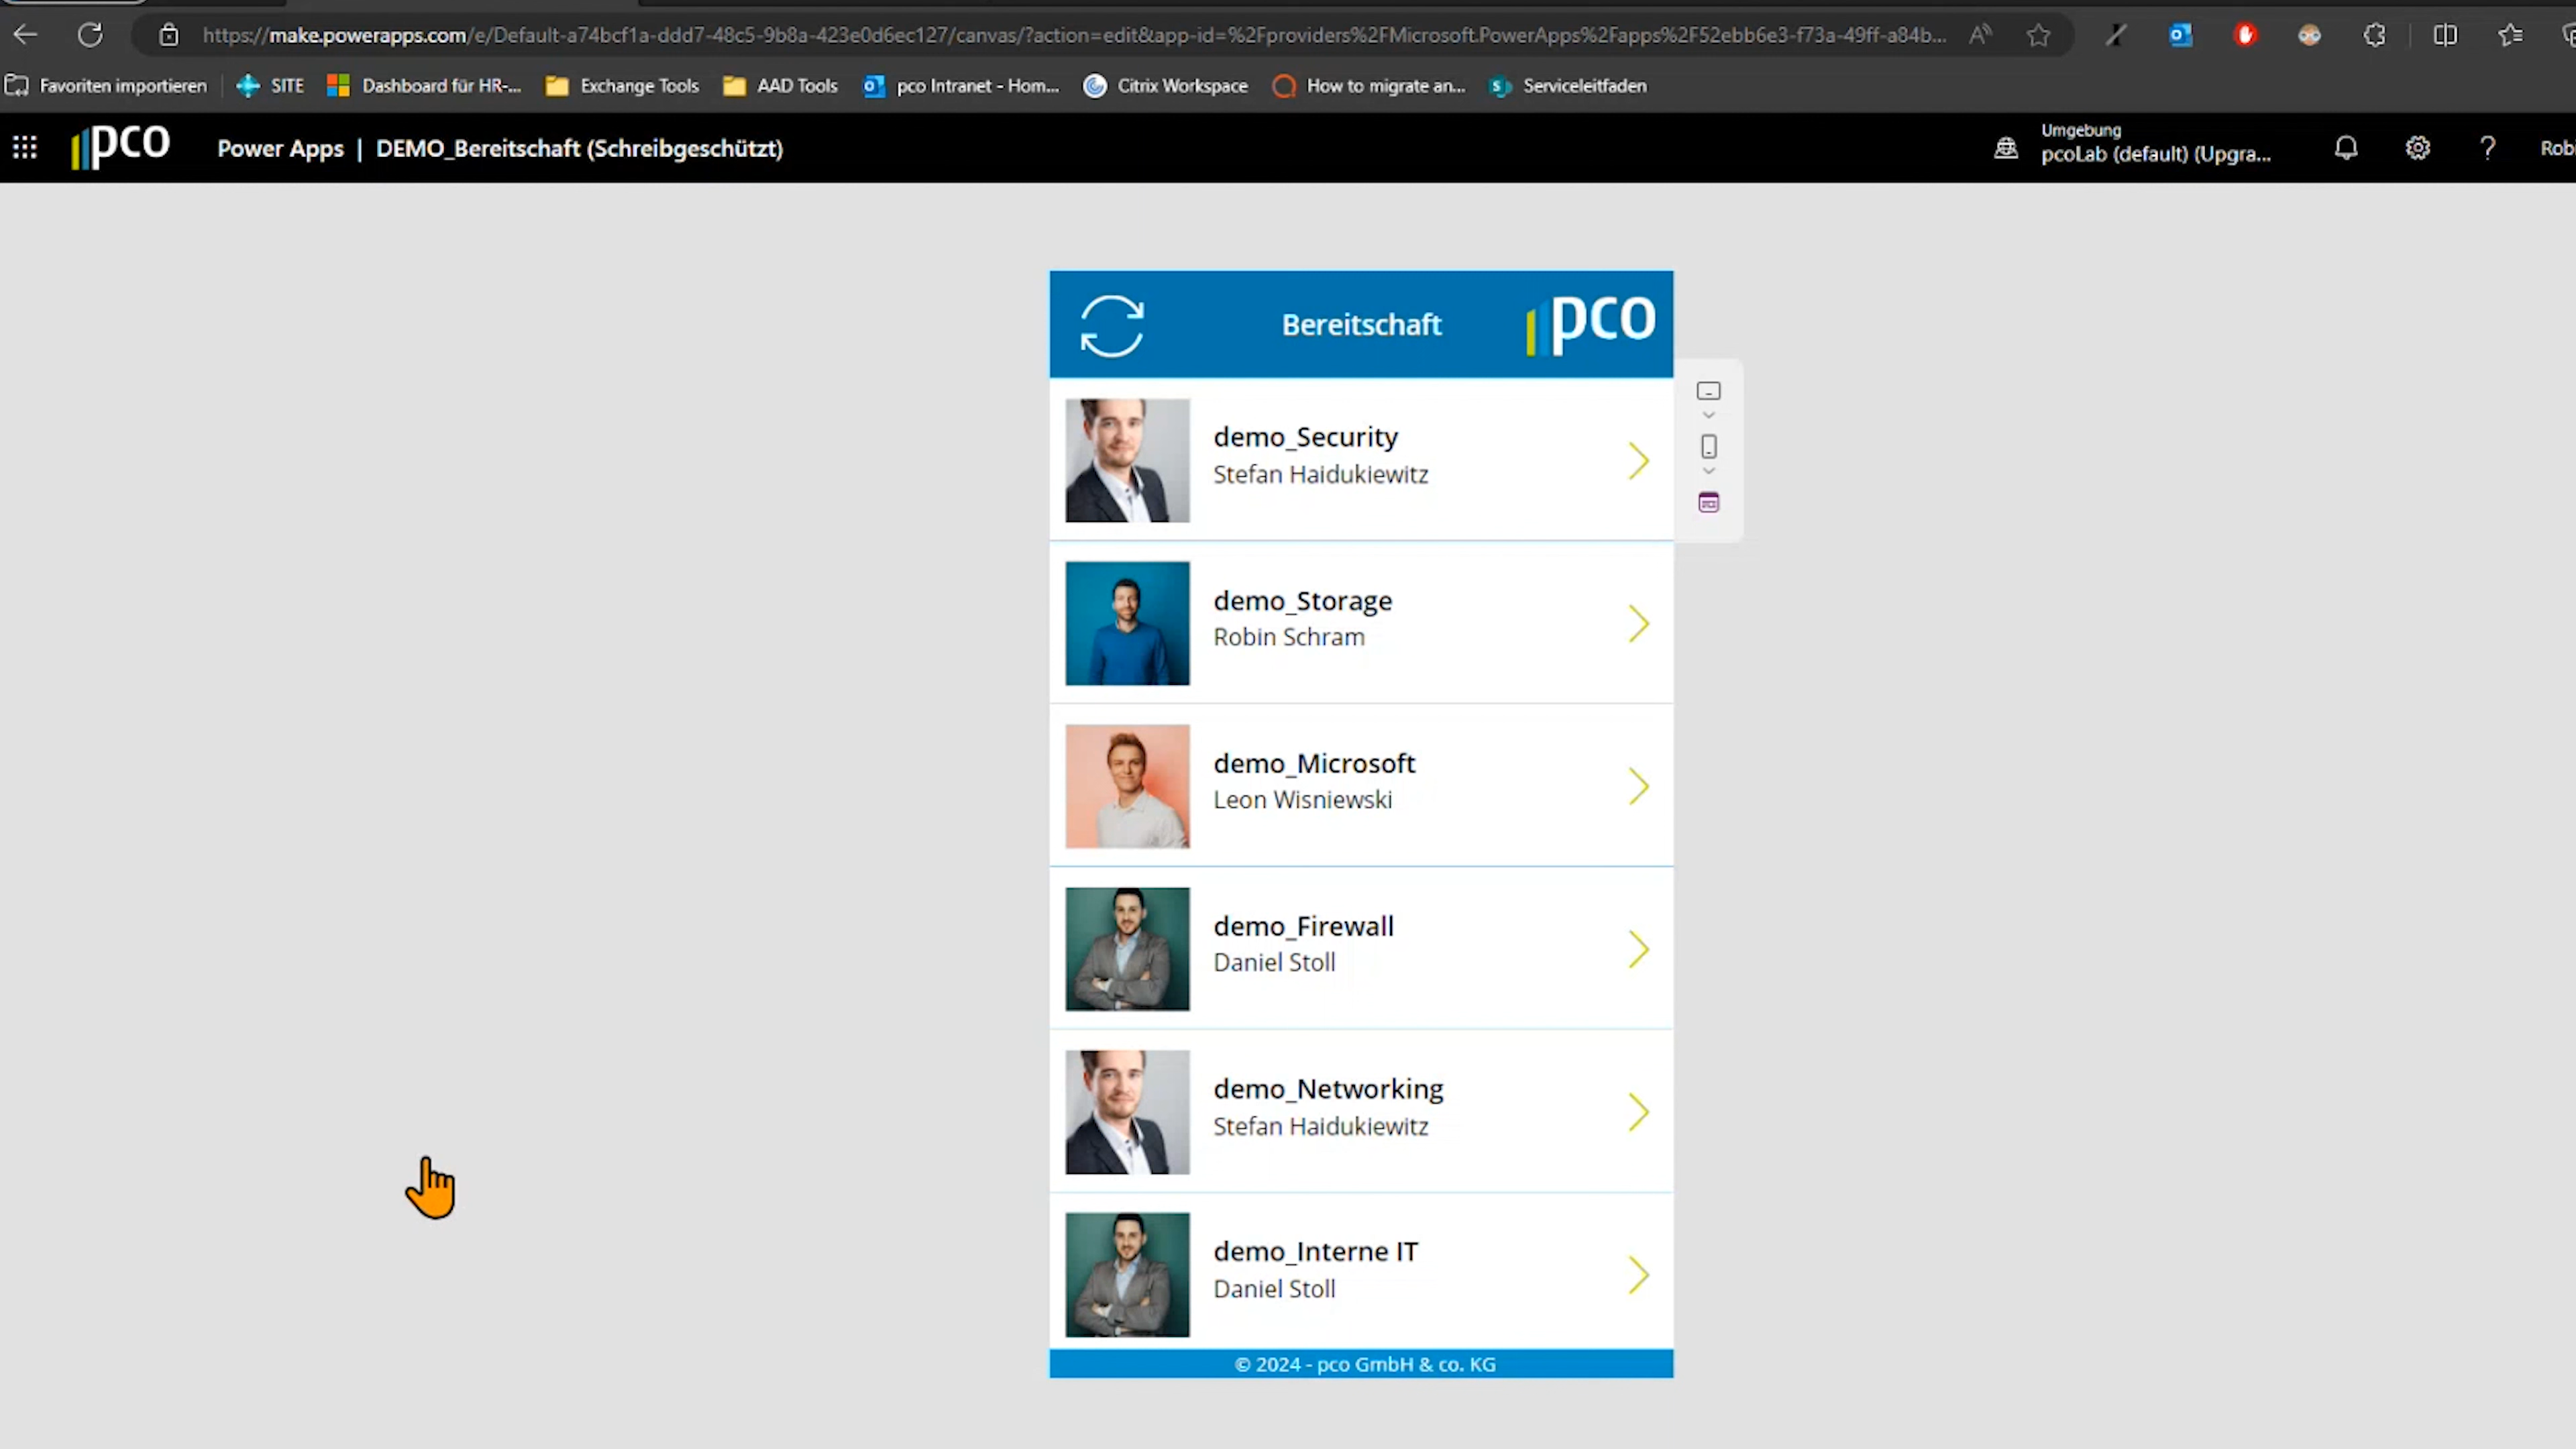 https://make.powerapps.com/e/Default-a74bcf1a-ddd7-48c5-9b8a-423e0d6ec127/canvas/?action=edit&app-id=%2Fproviders%2FMicrosoft.PowerApps%2Fapps%2F52ebb6e3-f73a-49ff-a84b...
Favoriten importieren SITE Dashboard für HR-... Exchange Tools AAD Tools pco Intranet - Hom... Citrix Workspace How to migrate an... Serviceleitfaden
pco Power Apps | DEMO_Bereitschaft (Schreibgeschützt)
Umgebung
pcoLab (default) (Upgra...
Rob
Bereitschaft
pco
demo_Security
Stefan Haidukiewitz
demo_Storage
Robin Schram
demo_Microsoft
Leon Wisniewski
demo_Firewall
Daniel Stoll
demo_Networking
Stefan Haidukiewitz
demo_Interne IT
Daniel Stoll
© 2024 - pco GmbH & co. KG